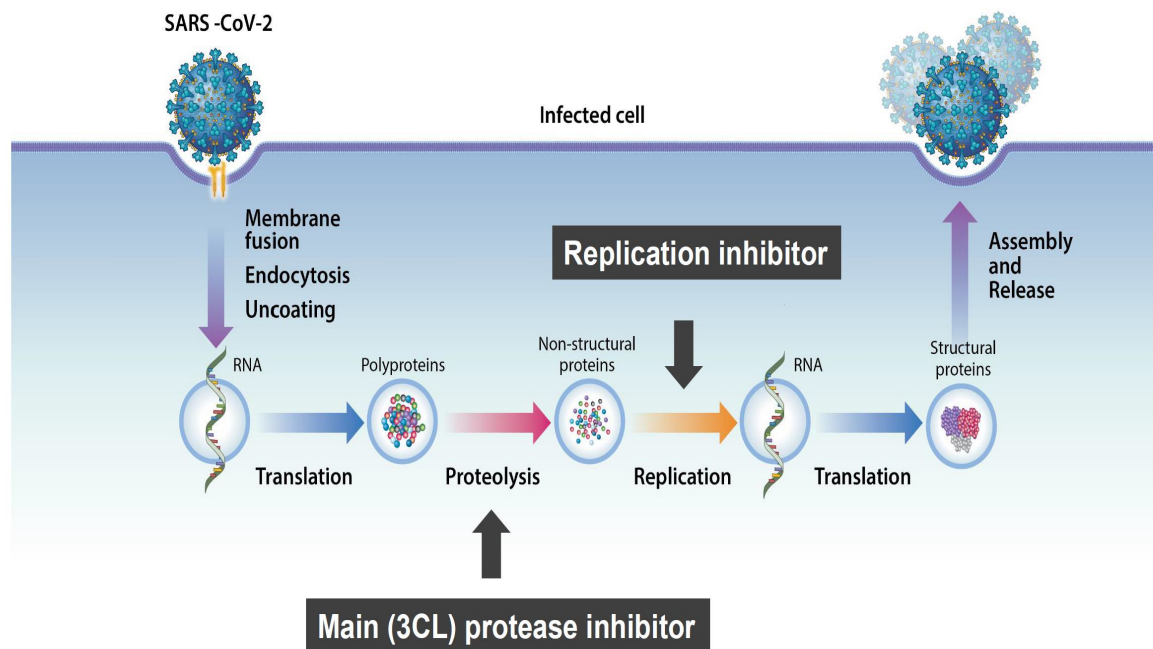 SARS -CoV-2
Infected cell
Membrane
fusion
Endocytosis
Uncoating
Replication inhibitor
Assembly
and
Release
RNA
Polyproteins
Non-structural
proteins
RNA
Structural
proteins
Translation
Proteolysis
Replication
Translation
Main (3CL) protease inhibitor